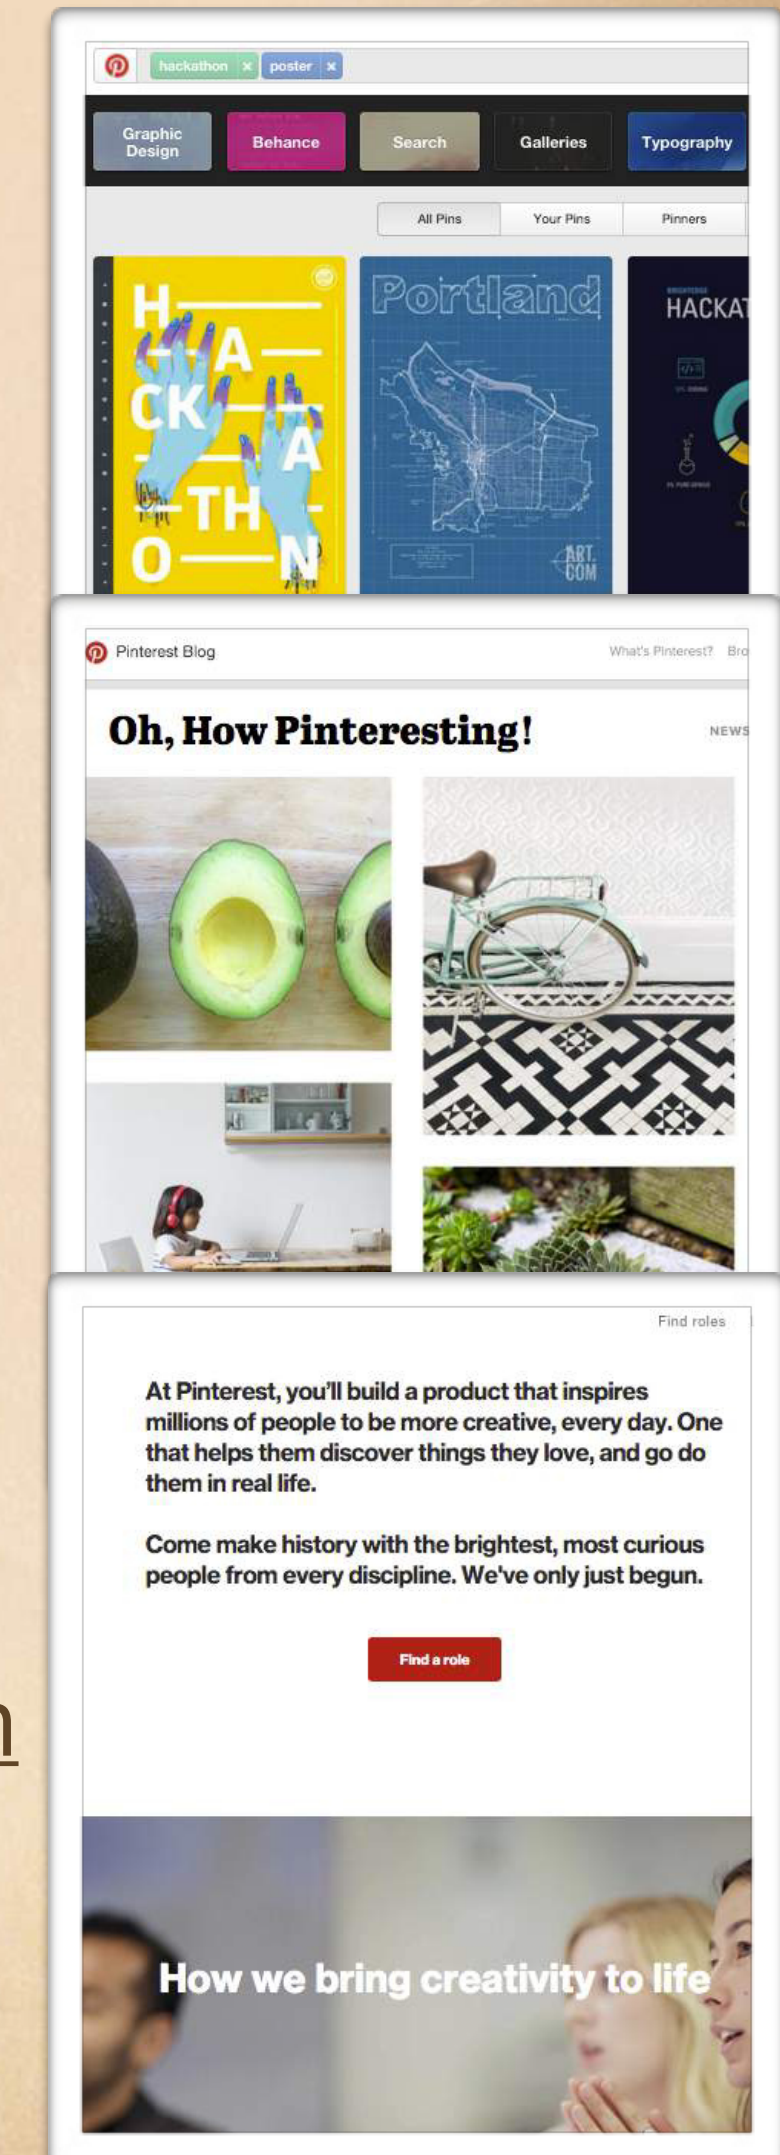 hackathon × poster ×
Graphic
Design
Behance
Search
Galleries
Typography
All Pins
Your Pins
Pinners
H
A
CK
A
TH
O N
Portland
ART.
COM
HACKAT
Pinterest Blog
What's Pinterest? Bro
Oh, How Pinteresting!
NEWS
Find roles
At Pinterest, you'll build a product that inspires
millions of people to be more creative, every day. One
that helps them discover things they love, and go do
them in real life.
Come make history with the brightest, most curious
people from every discipline. We've only just begun.
Find a role
n
How we bring creativity to life